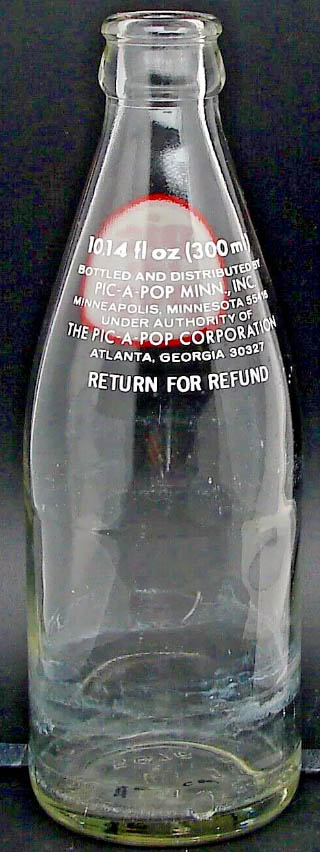 10.14 fl oz (300 ml)
BOTTLED AND DISTRIBUTED BY
PIC-A-POP MINN., INC.
MINNEAPOLIS, MINNESOTA 55418
UNDER AUTHORITY OF
THE PIC-A-POP CORPORATION
ATLANTA, GEORGIA 30327
RETURN FOR REFUND